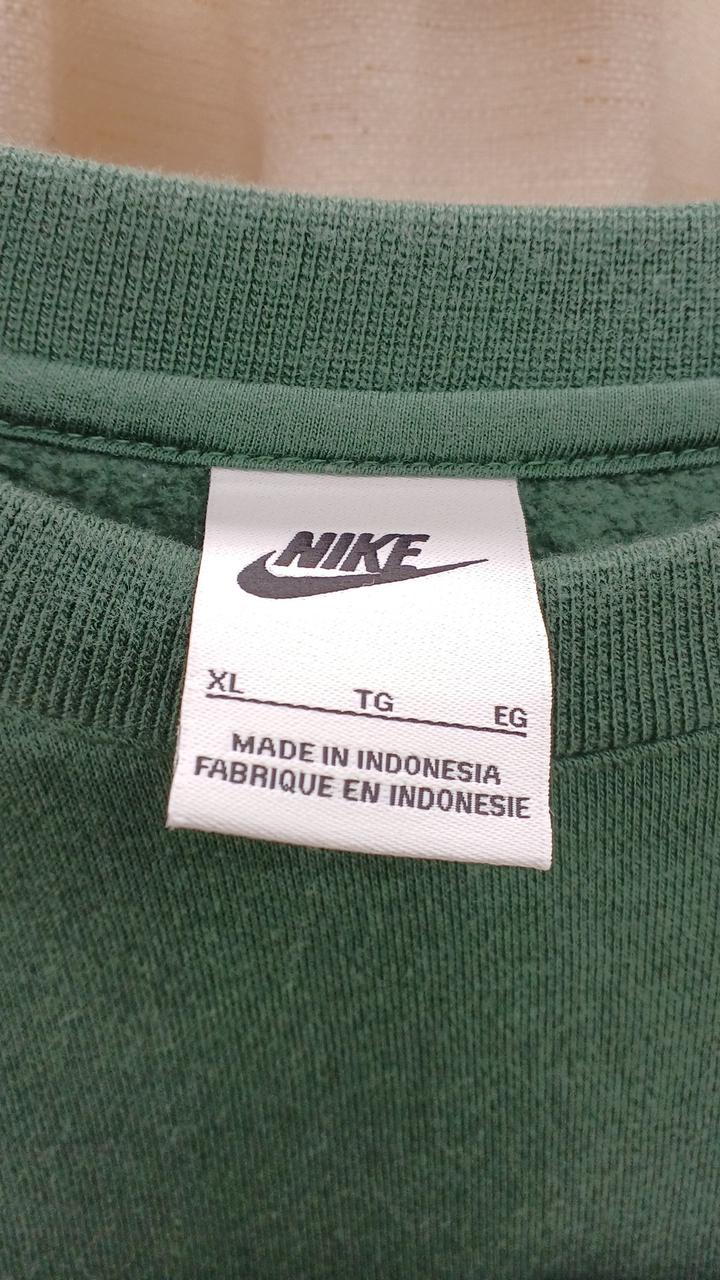 NIKE
XL TG EG
MADE IN INDONESIA
FABRIQUE EN INDONESIE